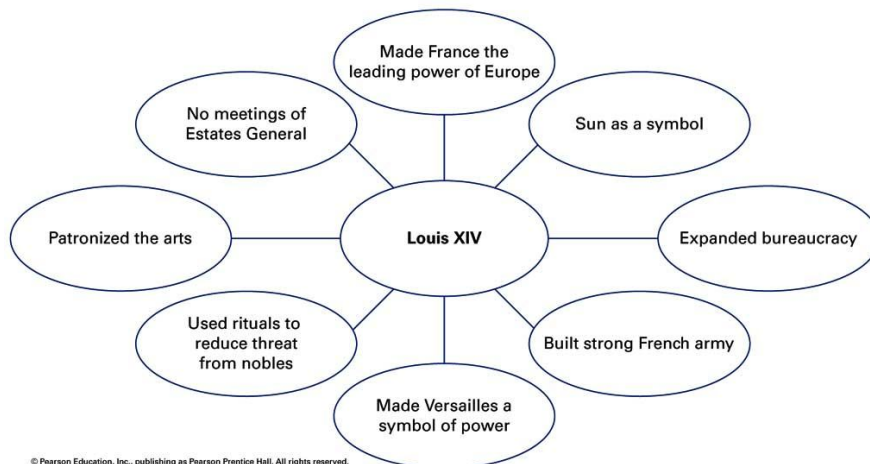 Made France the
leading power of Europe
No meetings of
Estates General
Sun as a symbol
Patronized the arts
Louis XIV
Expanded bureaucracy
Used rituals to
reduce threat
from nobles
Built strong French army
Made Versailles a
symbol of power
© Pearson Education, Inc., publishing as Pearson Prentice Hall. All rights reserved.